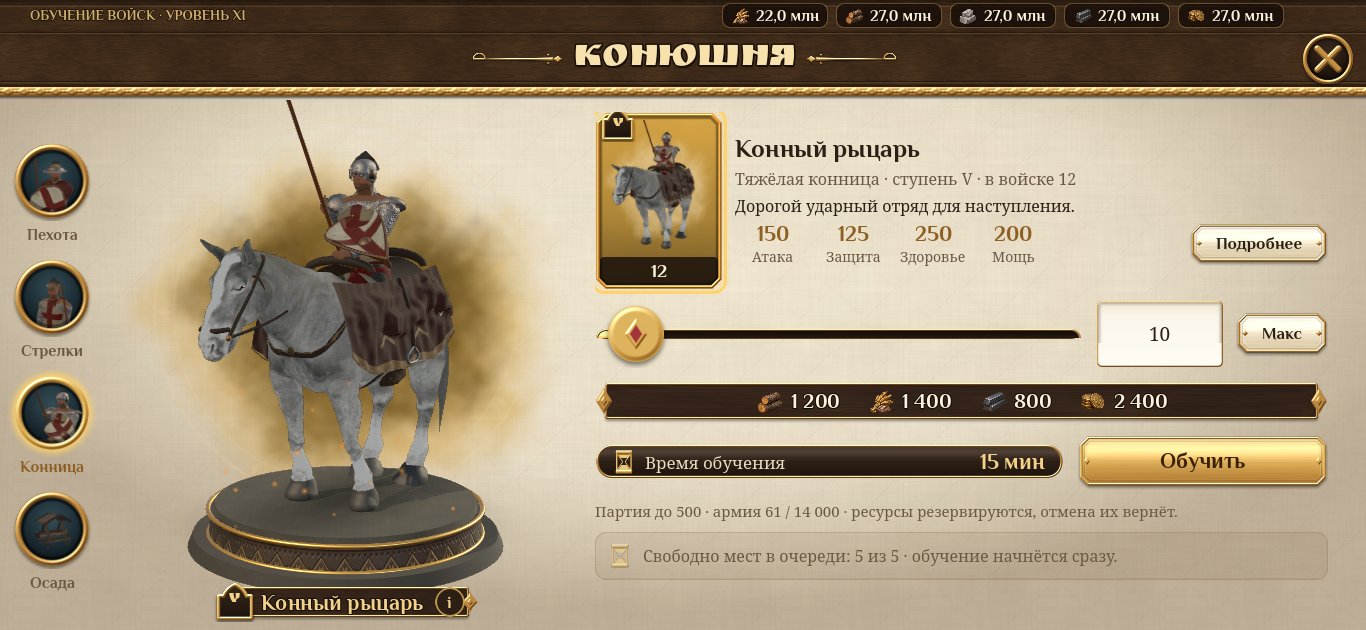 ОБУЧЕНИЕ ВОЙСК · УРОВЕНЬ XI
22,0 млн
27,0 млн
27,0 млн
27,0 млн
27,0 млн
КОНЮШНЯ
Пехота
Стрелки
Конница
Осада
V
Конный рыцарь
i
V
12
Конный рыцарь
Тяжёлая конница · ступень V · в войске 12
Дорогой ударный отряд для наступления.
150 125 250 200
Атака Защита Здоровье Мощь
Подробнее
10
Макс
1 200 1 400 800 2 400
Время обучения 15 мин
Обучить
Партия до 500 · армия 61 / 14 000 · ресурсы резервируются, отмена их вернёт.
Свободно мест в очереди: 5 из 5 · обучение начнётся сразу.